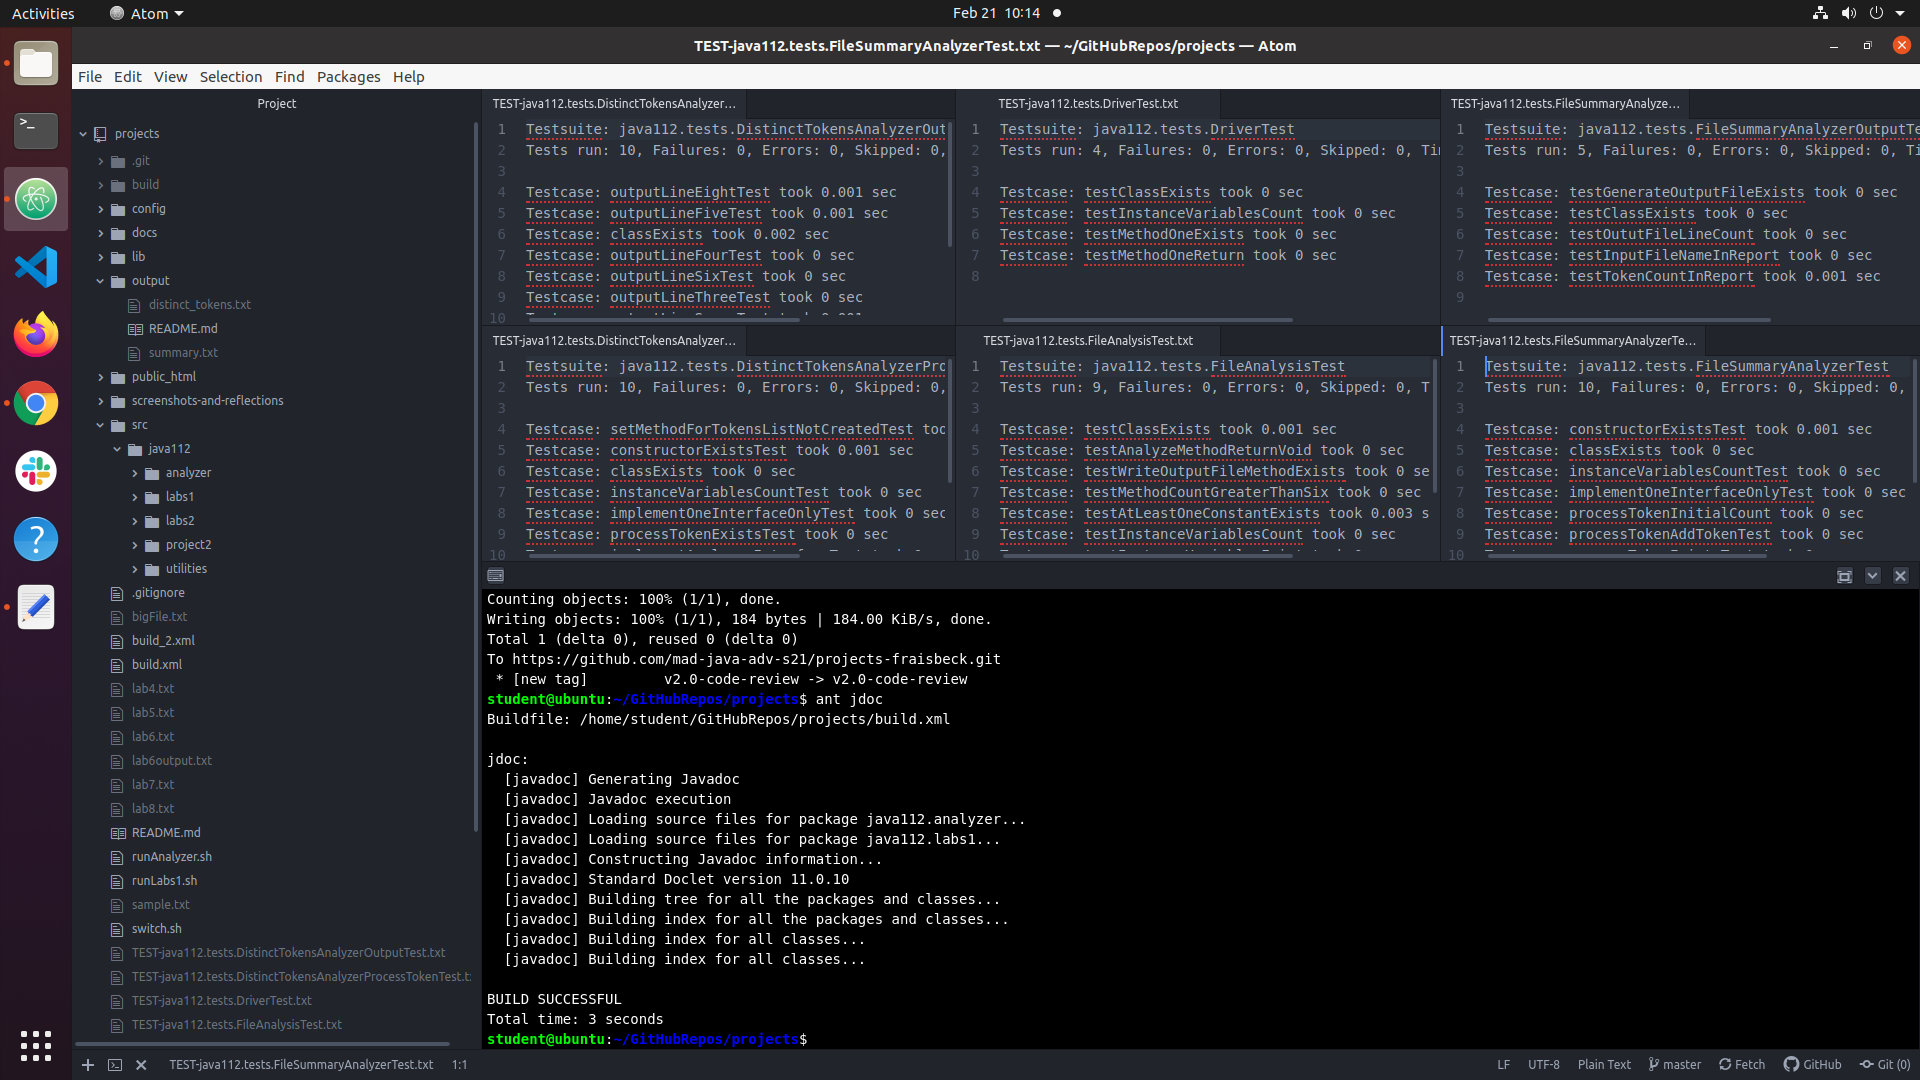 Activities
Atom
Feb 21 10:14
TEST-java112.tests.FileSummaryAnalyzerTest.txt — ~/GitHubRepos/projects — Atom
File Edit View Selection Find Packages Help
Project
projects
.git
build
config
docs
lib
output
distinct_tokens.txt
README.md
summary.txt
public_html
screenshots-and-reflections
src
java112
analyzer
labs1
labs2
project2
utilities
.gitignore
bigFile.txt
build_2.xml
build.xml
lab4.txt
lab5.txt
lab6.txt
lab6output.txt
lab7.txt
lab8.txt
README.md
runAnalyzer.sh
runLabs1.sh
sample.txt
switch.sh
TEST-java112.tests.DistinctTokensAnalyzerOutputTest.txt
TEST-java112.tests.DistinctTokensAnalyzerProcessTokenTest.t
TEST-java112.tests.DriverTest.txt
TEST-java112.tests.FileAnalysisTest.txt
TEST-java112.tests.DistinctTokensAnalyzer...
1 Testsuite: java112.tests.DistinctTokensAnalyzerOut
2 Tests run: 10, Failures: 0, Errors: 0, Skipped: 0,
3
4 Testcase: outputLineEightTest took 0.001 sec
5 Testcase: outputLineFiveTest took 0.001 sec
6 Testcase: classExists took 0.002 sec
7 Testcase: outputLineFourTest took 0 sec
8 Testcase: outputLineSixTest took 0 sec
9 Testcase: outputLineThreeTest took 0 sec
10
TEST-java112.tests.DriverTest.txt
1 Testsuite: java112.tests.DriverTest
2 Tests run: 4, Failures: 0, Errors: 0, Skipped: 0, Ti
3
4 Testcase: testClassExists took 0 sec
5 Testcase: testInstanceVariablesCount took 0 sec
6 Testcase: testMethodOneExists took 0 sec
7 Testcase: testMethodOneReturn took 0 sec
8
TEST-java112.tests.FileSummaryAnalyze...
1 Testsuite: java112.tests.FileSummaryAnalyzerOutputTe
2 Tests run: 5, Failures: 0, Errors: 0, Skipped: 0, Ti
3
4 Testcase: testGenerateOutputFileExists took 0 sec
5 Testcase: testClassExists took 0 sec
6 Testcase: testOututFileLineCount took 0 sec
7 Testcase: testInputFileNameInReport took 0 sec
8 Testcase: testTokenCountInReport took 0.001 sec
9
TEST-java112.tests.DistinctTokensAnalyzer...
1 Testsuite: java112.tests.DistinctTokensAnalyzerPro
2 Tests run: 10, Failures: 0, Errors: 0, Skipped: 0,
3
4 Testcase: setMethodForTokensListNotCreatedTest too
5 Testcase: constructorExistsTest took 0.001 sec
6 Testcase: classExists took 0 sec
7 Testcase: instanceVariablesCountTest took 0 sec
8 Testcase: implementOneInterfaceOnlyTest took 0 sec
9 Testcase: processTokenExistsTest took 0 sec
10
TEST-java112.tests.FileAnalysisTest.txt
1 Testsuite: java112.tests.FileAnalysisTest
2 Tests run: 9, Failures: 0, Errors: 0, Skipped: 0, T
3
4 Testcase: testClassExists took 0.001 sec
5 Testcase: testAnalyzeMethodReturnVoid took 0 sec
6 Testcase: testWriteOutputFileMethodExists took 0 se
7 Testcase: testMethodCountGreaterThanSix took 0 sec
8 Testcase: testAtLeastOneConstantExists took 0.003 s
9 Testcase: testInstanceVariablesCount took 0 sec
10
TEST-java112.tests.FileSummaryAnalyzerTe...
1 Testsuite: java112.tests.FileSummaryAnalyzerTest
2 Tests run: 10, Failures: 0, Errors: 0, Skipped: 0,
3
4 Testcase: constructorExistsTest took 0.001 sec
5 Testcase: classExists took 0 sec
6 Testcase: instanceVariablesCountTest took 0 sec
7 Testcase: implementOneInterfaceOnlyTest took 0 sec
8 Testcase: processTokenInitialCount took 0 sec
9 Testcase: processTokenAddTokenTest took 0 sec
10
Counting objects: 100% (1/1), done.
Writing objects: 100% (1/1), 184 bytes | 184.00 KiB/s, done.
Total 1 (delta 0), reused 0 (delta 0)
To https://github.com/mad-java-adv-s21/projects-fraisbeck.git
* [new tag] v2.0-code-review -> v2.0-code-review
student@ubuntu:~/GitHubRepos/projects$ ant jdoc
Buildfile: /home/student/GitHubRepos/projects/build.xml
jdoc:
[javadoc] Generating Javadoc
[javadoc] Javadoc execution
[javadoc] Loading source files for package java112.analyzer...
[javadoc] Loading source files for package java112.labs1...
[javadoc] Constructing Javadoc information...
[javadoc] Standard Doclet version 11.0.10
[javadoc] Building tree for all the packages and classes...
[javadoc] Building index for all the packages and classes...
[javadoc] Building index for all classes...
[javadoc] Building index for all classes...
BUILD SUCCESSFUL
Total time: 3 seconds
student@ubuntu:~/GitHubRepos/projects$
TEST-java112.tests.FileSummaryAnalyzerTest.txt 1:1
LF UTF-8 Plain Text master Fetch GitHub Git (0)